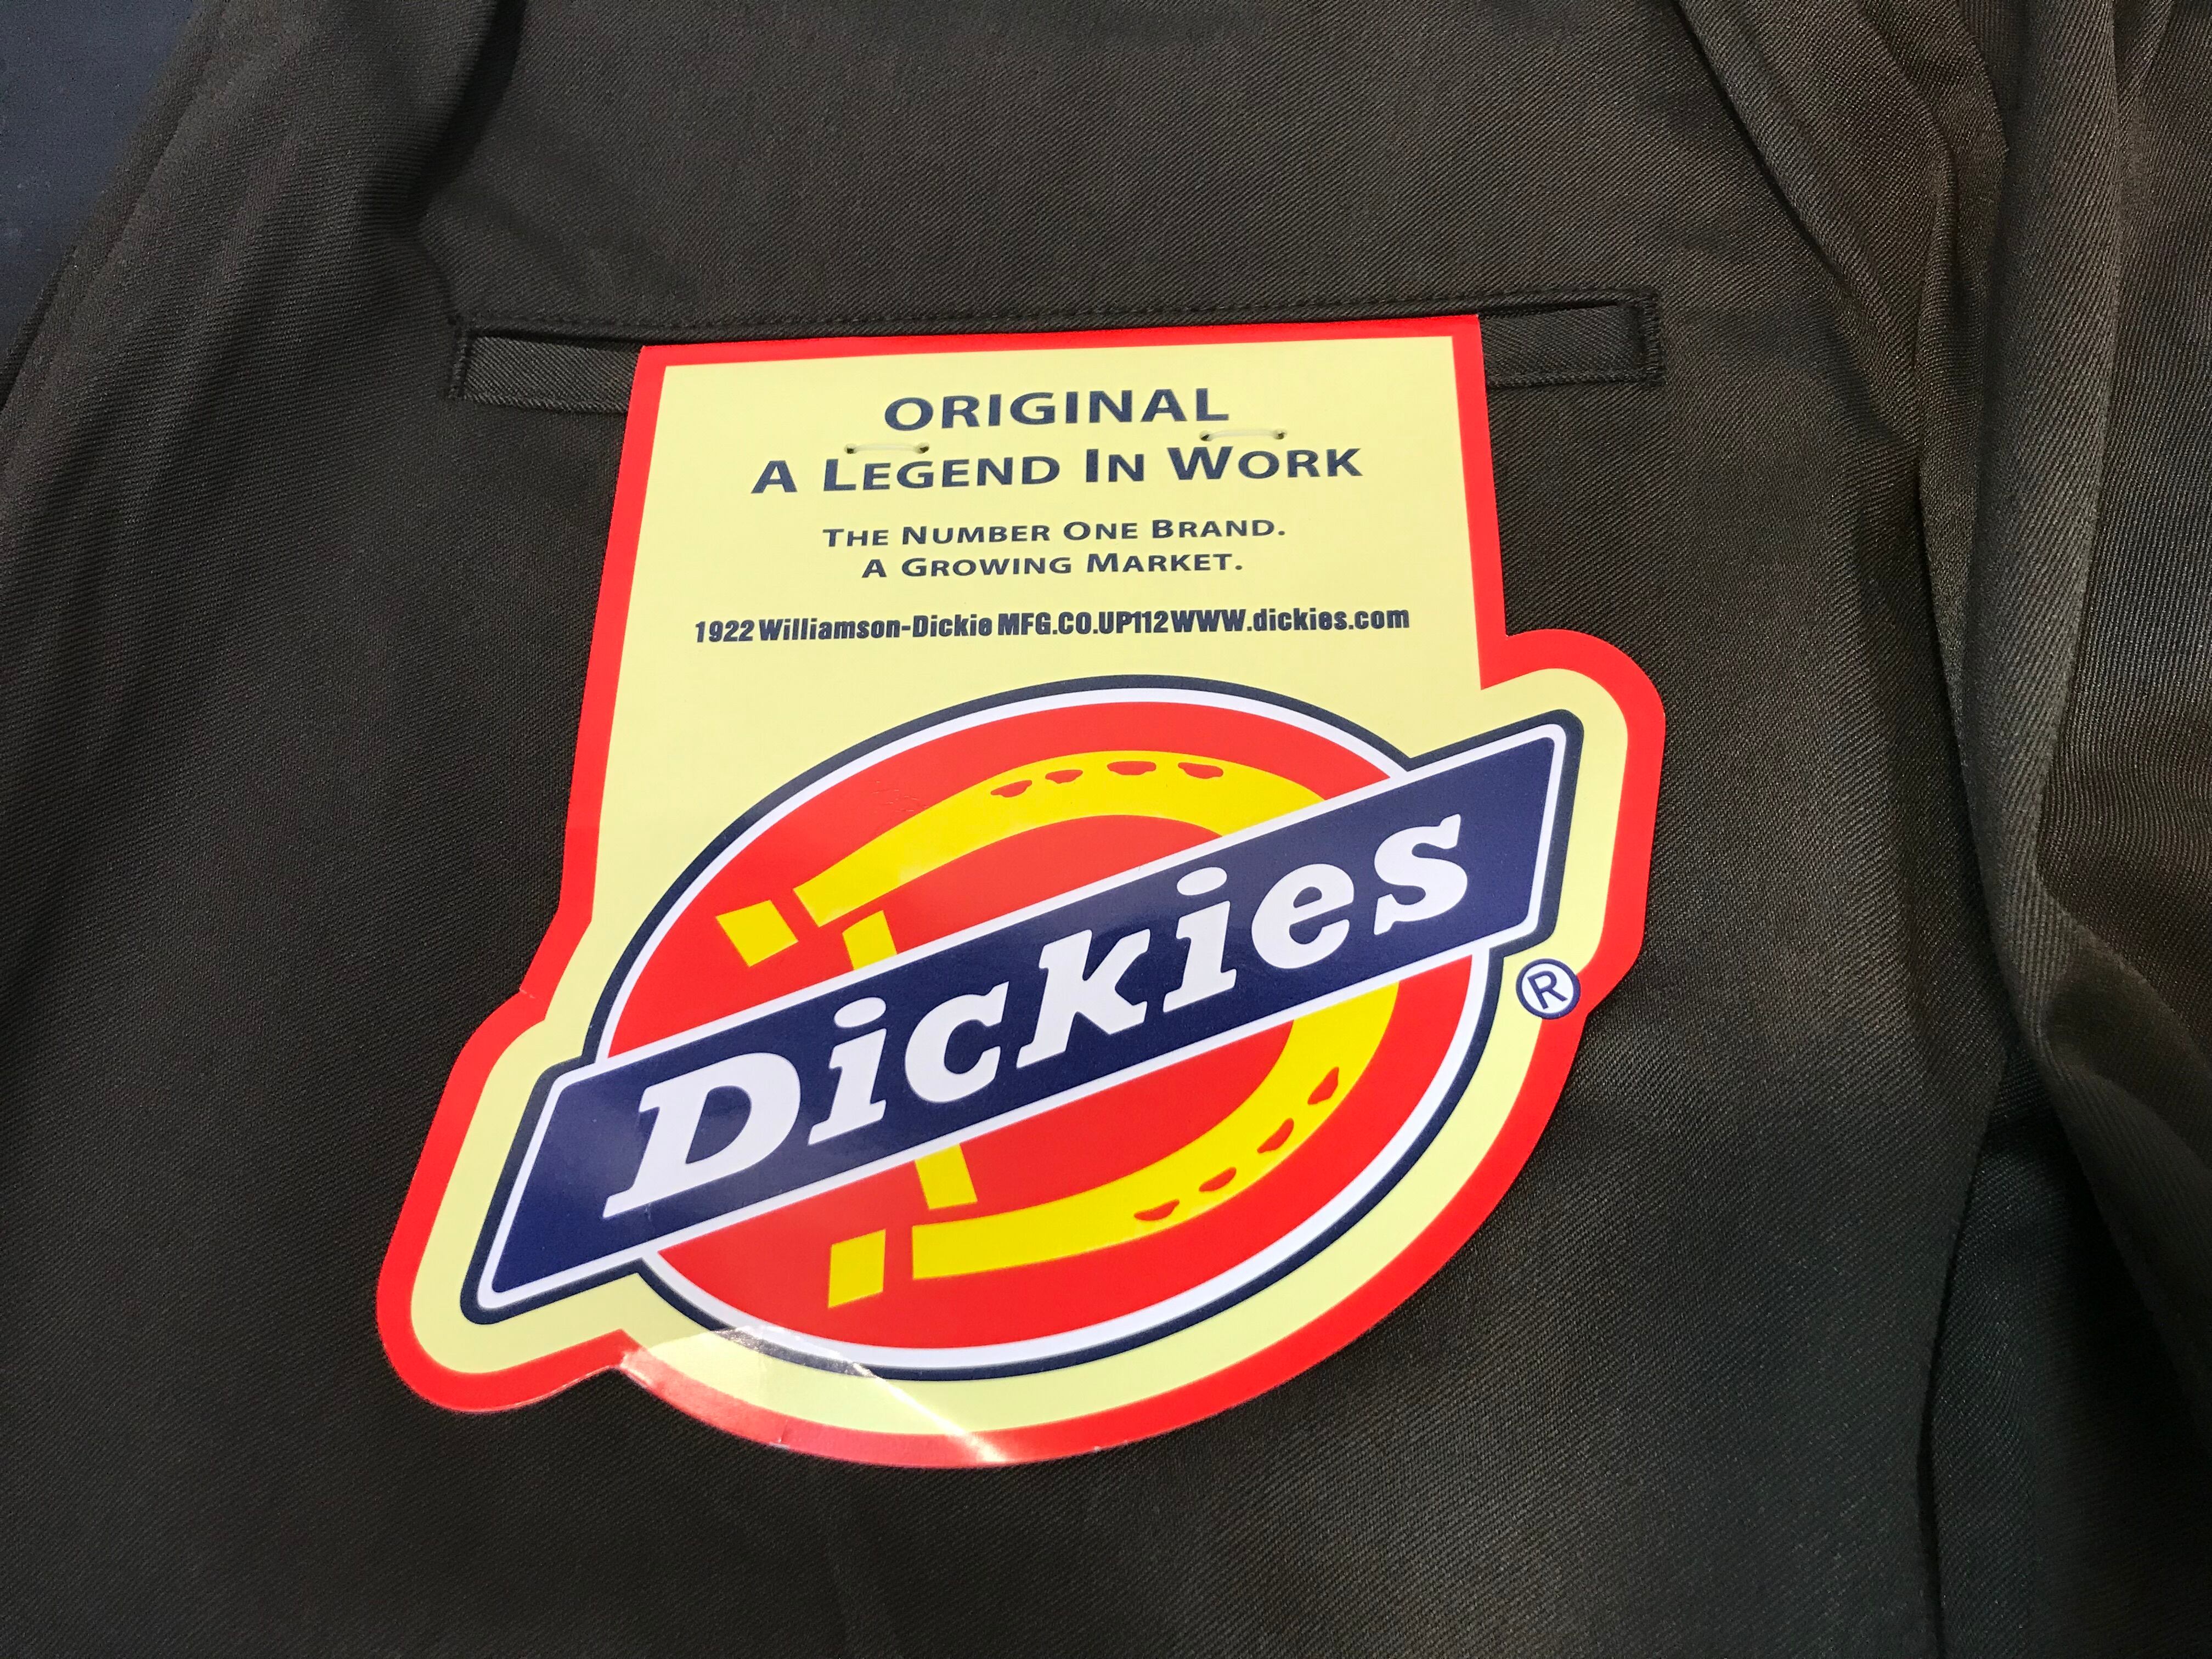 ORIGINAL
A LEGEND IN WORK
THE NUMBER ONE BRAND.
A GROWING MARKET.
1922 Williamson-Dickie MFG.CO.UP112WWW.dickies.com
Dickies
®